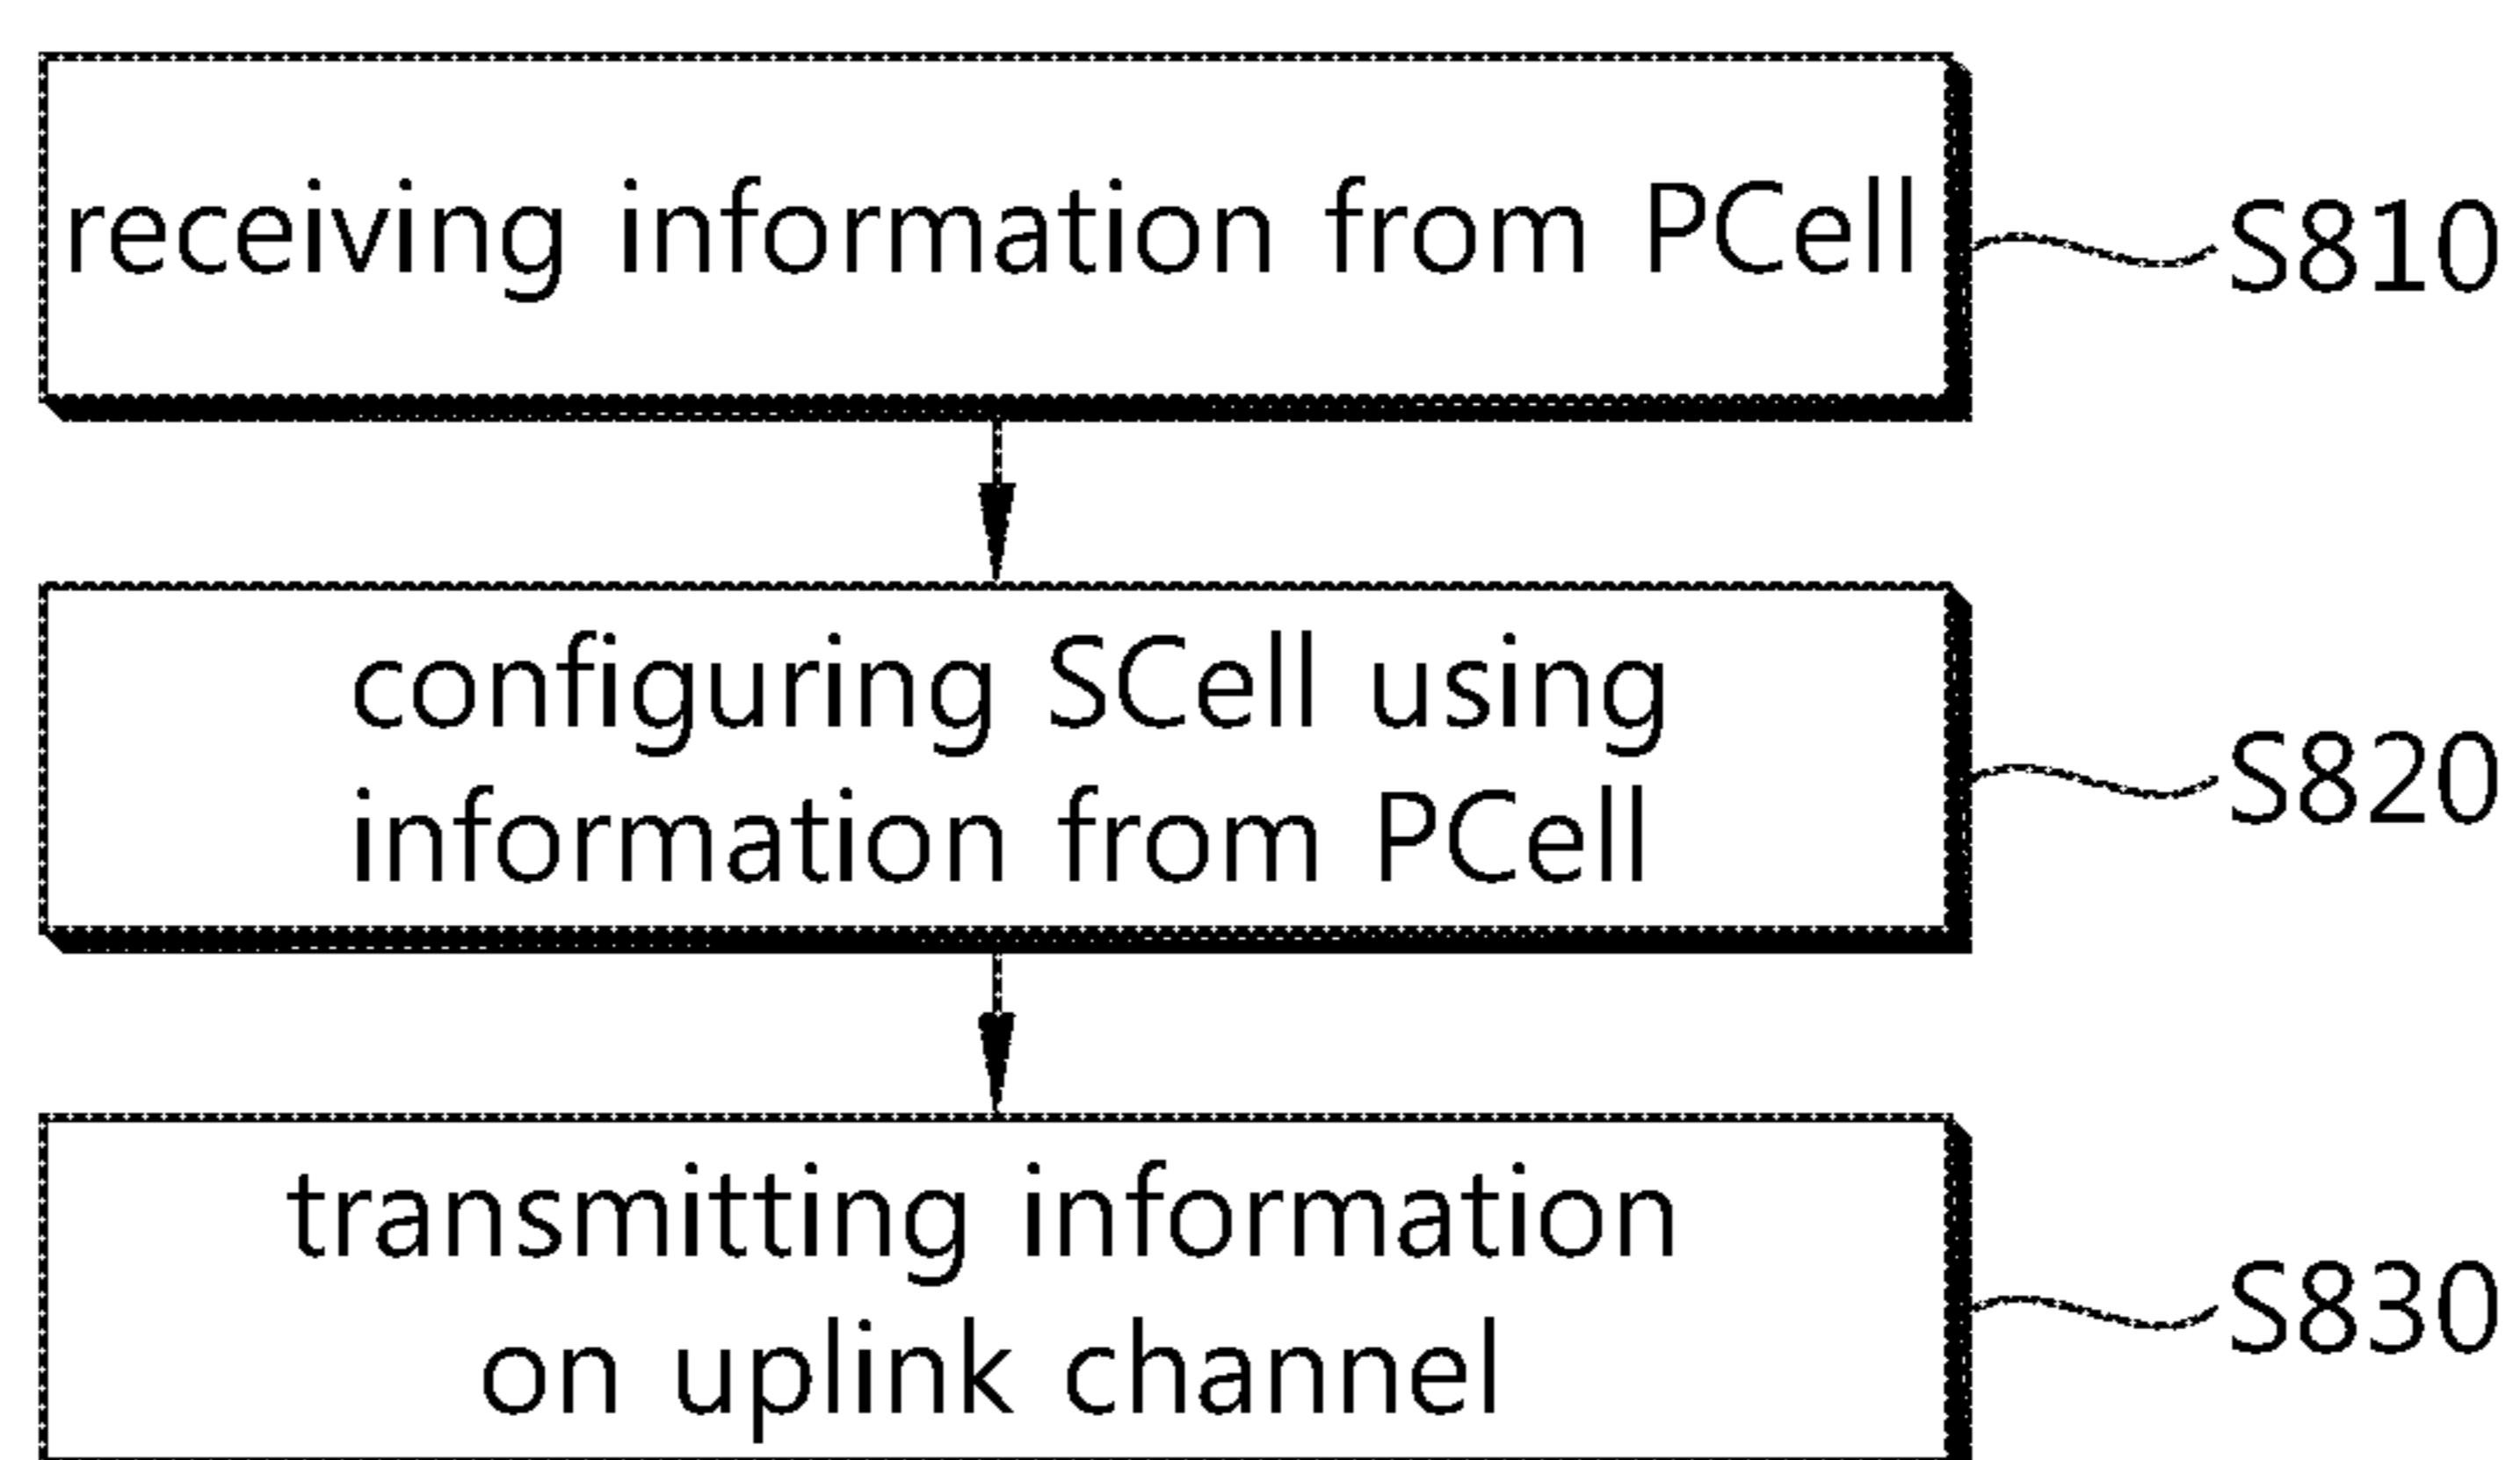 receiving information from PCell
S810
configuring SCell using
information from PCell
S820
transmitting information
on uplink channel
S830